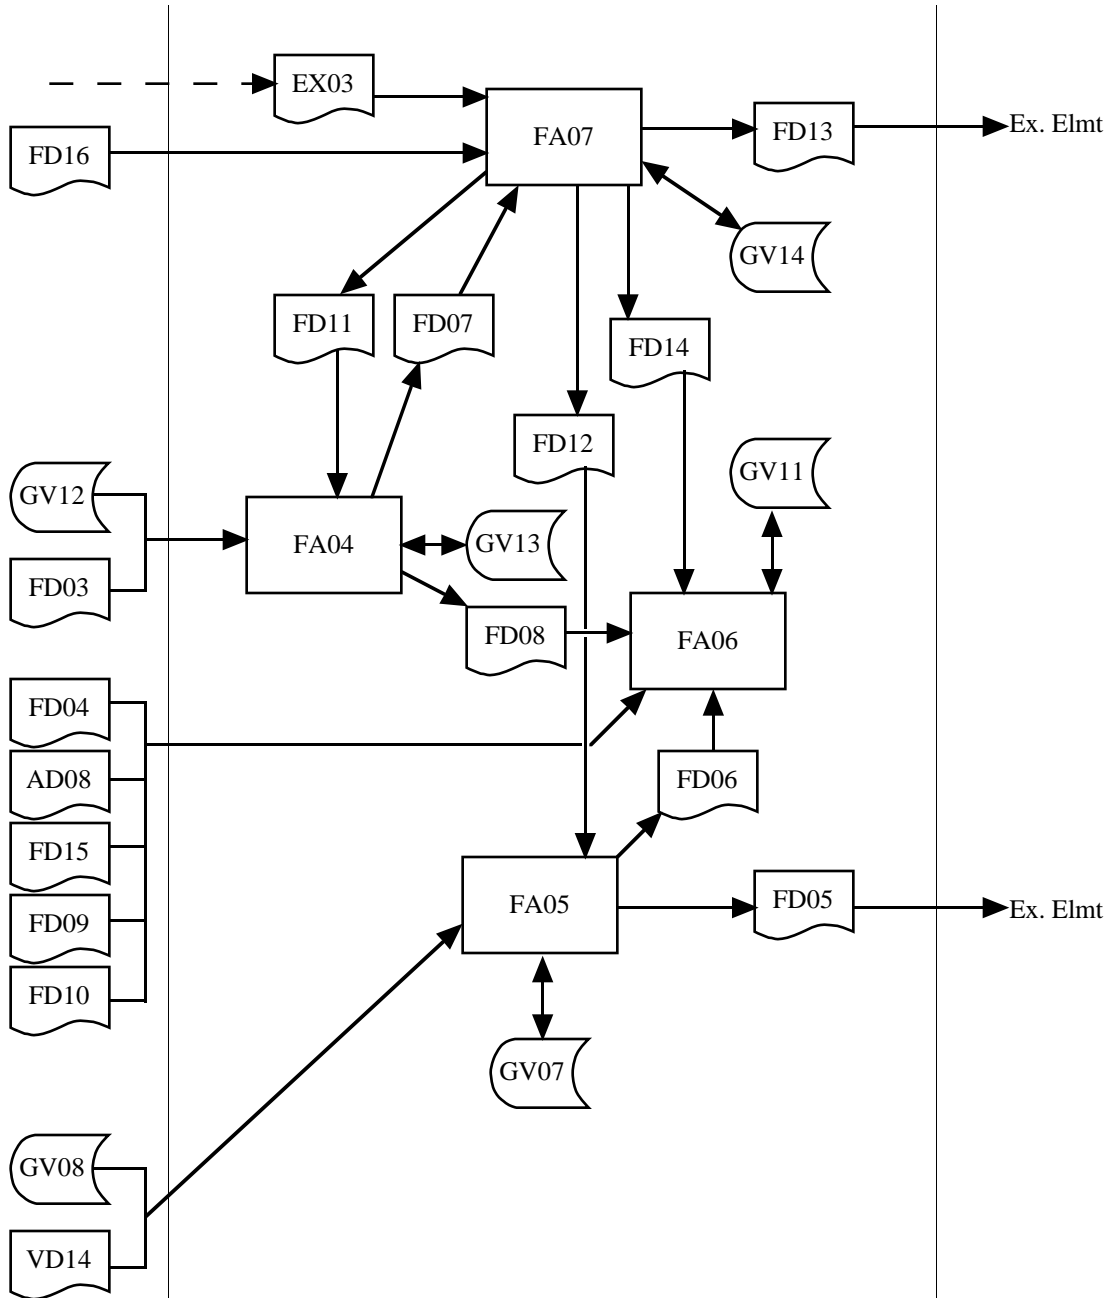 EX03
FD13
Ex. Elmt
FA07
FD16
GV14
FD11
FD07
FD14
FD12
GV11
GV12
FA04
GV13
FD03
FD08
FA06
FD04
AD08
FD06
FD15
FD09
FA05
FD05
Ex. Elmt
FD10
GV07
GV08
VD14